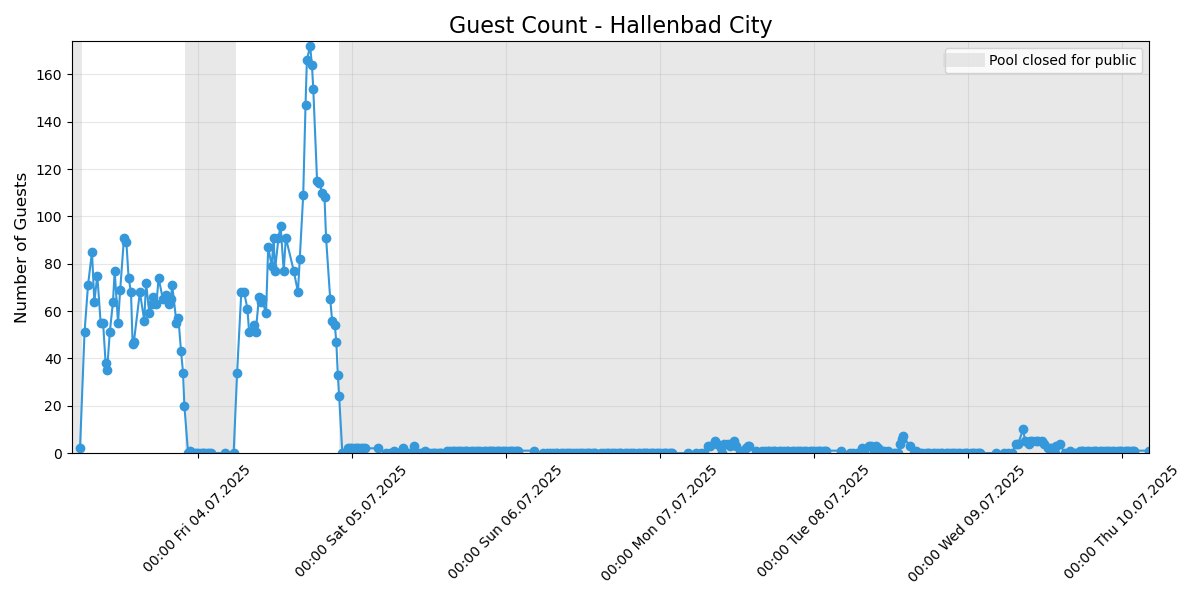 Guest Count - Hallenbad City
Pool closed for public
Number of Guests
160
140
120
100
80
60
40
20
0
00:00 Fri 04.07.2025
00:00 Sat 05.07.2025
00:00 Sun 06.07.2025
00:00 Mon 07.07.2025
00:00 Tue 08.07.2025
00:00 Wed 09.07.2025
00:00 Thu 10.07.2025